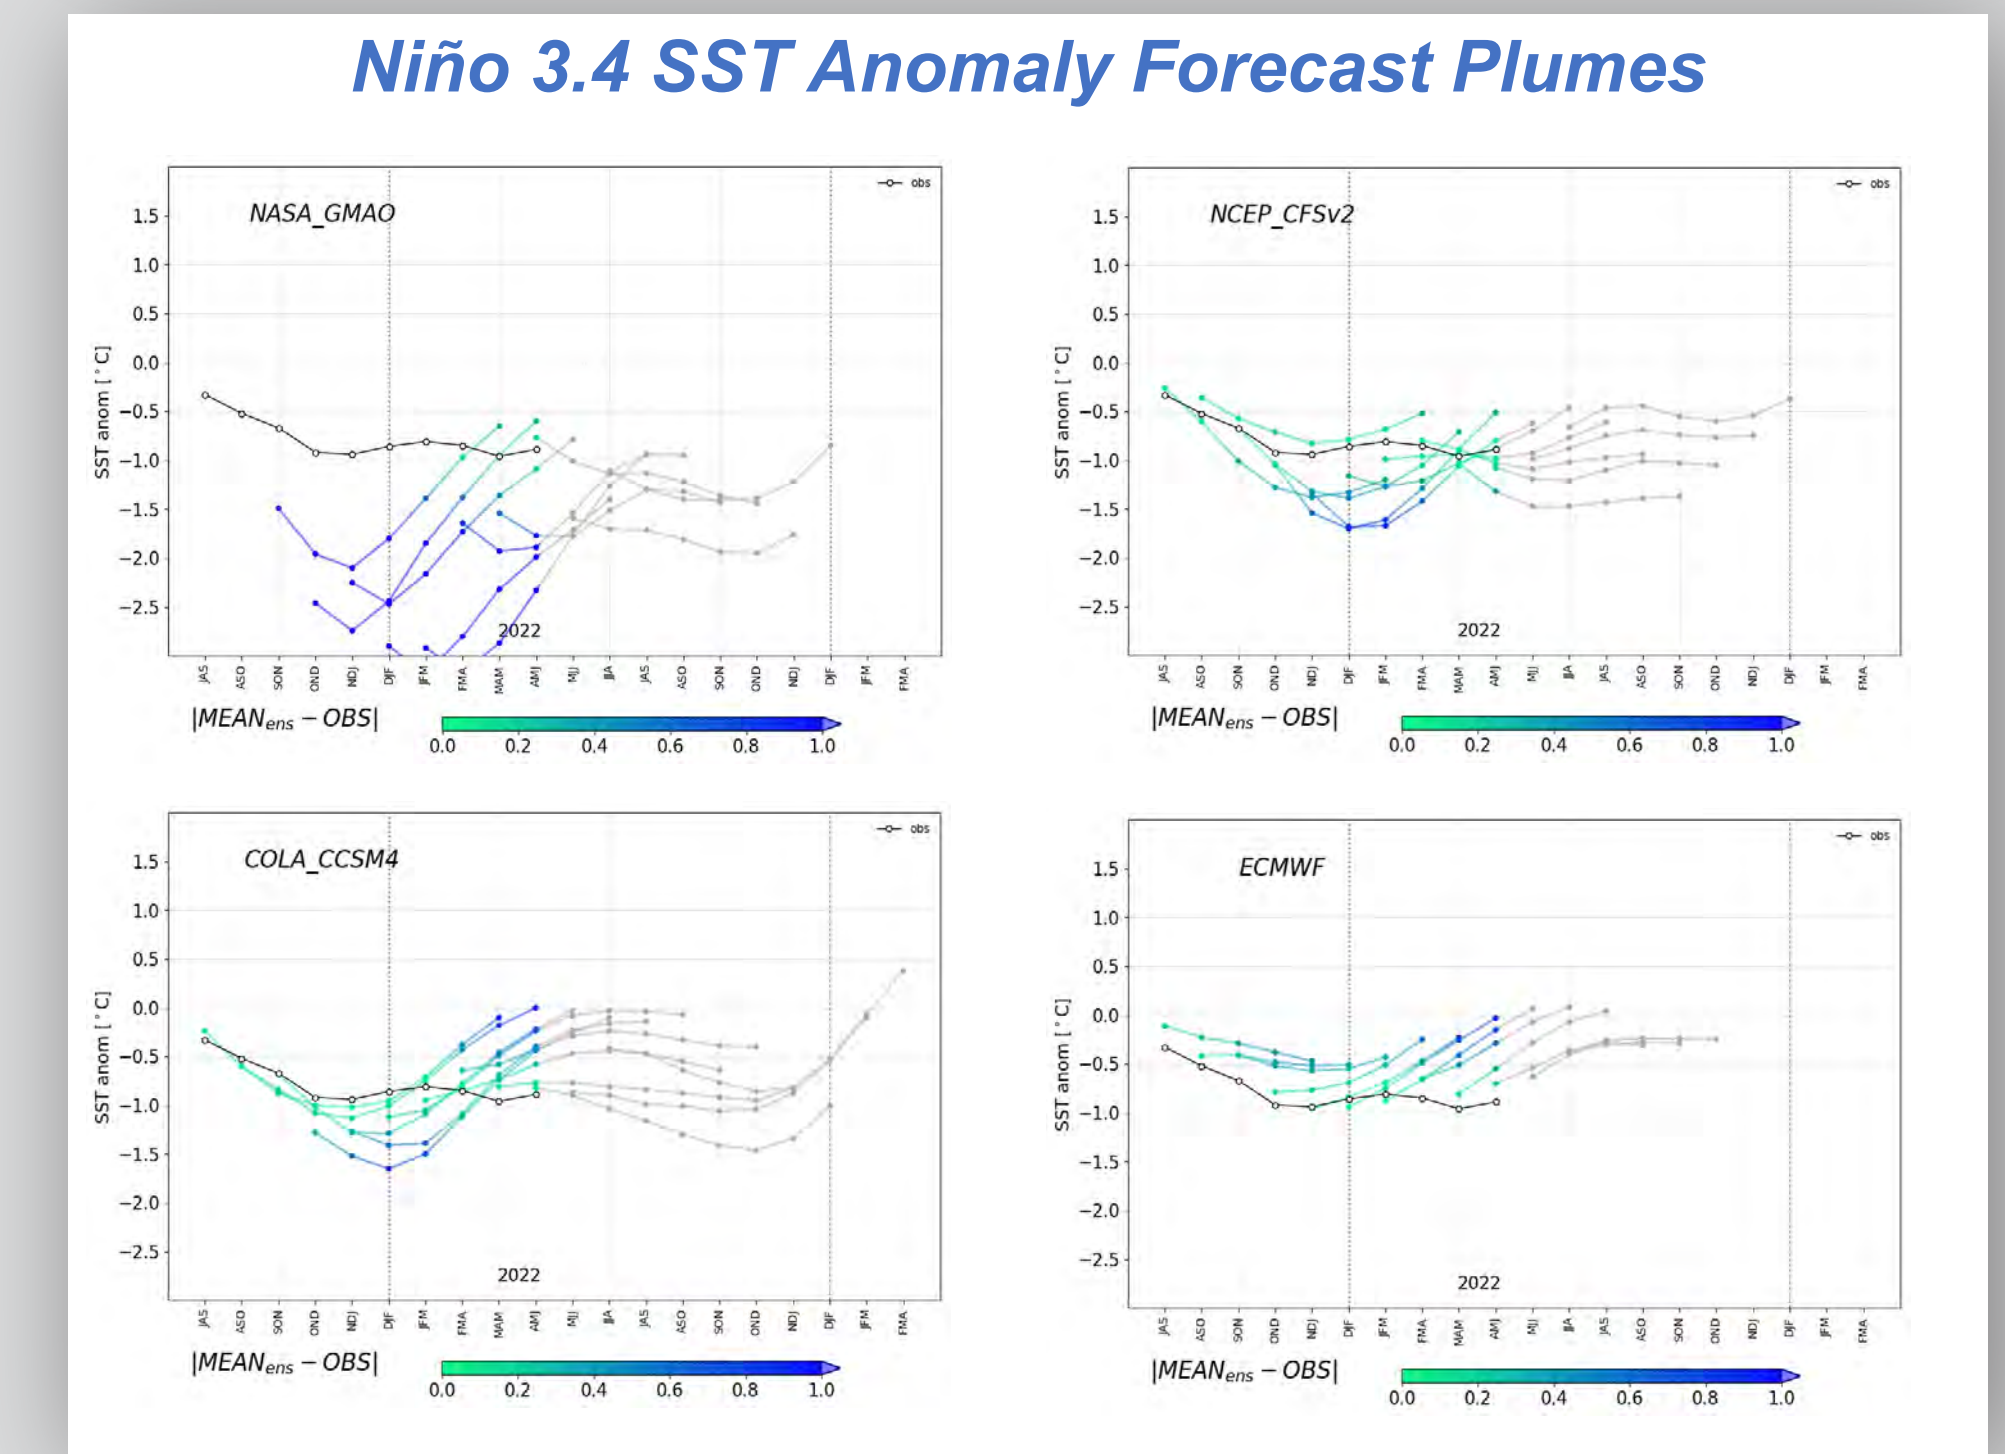 Niño 3.4 SST Anomaly Forecast Plumes
NASA_GMAO
obs
1.5
1.0
0.5
0.0
−0.5
−1.0
−1.5
−2.0
−2.5
SST anom [°C]
2022
JAS ASO SON OND NDJ DJF JFM FMA MAM AMJ MJJ JJA JAS ASO SON OND NDJ DJF JFM FMA
|MEANens − OBS|
0.0 0.2 0.4 0.6 0.8 1.0
NCEP_CFSv2
obs
1.5
1.0
0.5
0.0
−0.5
−1.0
−1.5
−2.0
−2.5
SST anom [°C]
2022
JAS ASO SON OND NDJ DJF JFM FMA MAM AMJ MJJ JJA JAS ASO SON OND NDJ DJF JFM FMA
|MEANens − OBS|
0.0 0.2 0.4 0.6 0.8 1.0
COLA_CCSM4
obs
1.5
1.0
0.5
0.0
−0.5
−1.0
−1.5
−2.0
−2.5
SST anom [°C]
2022
JAS ASO SON OND NDJ DJF JFM FMA MAM AMJ MJJ JJA JAS ASO SON OND NDJ DJF JFM FMA
|MEANens − OBS|
0.0 0.2 0.4 0.6 0.8 1.0
ECMWF
obs
1.5
1.0
0.5
0.0
−0.5
−1.0
−1.5
−2.0
−2.5
SST anom [°C]
2022
JAS ASO SON OND NDJ DJF JFM FMA MAM AMJ MJJ JJA JAS ASO SON OND NDJ DJF JFM FMA
|MEANens − OBS|
0.0 0.2 0.4 0.6 0.8 1.0